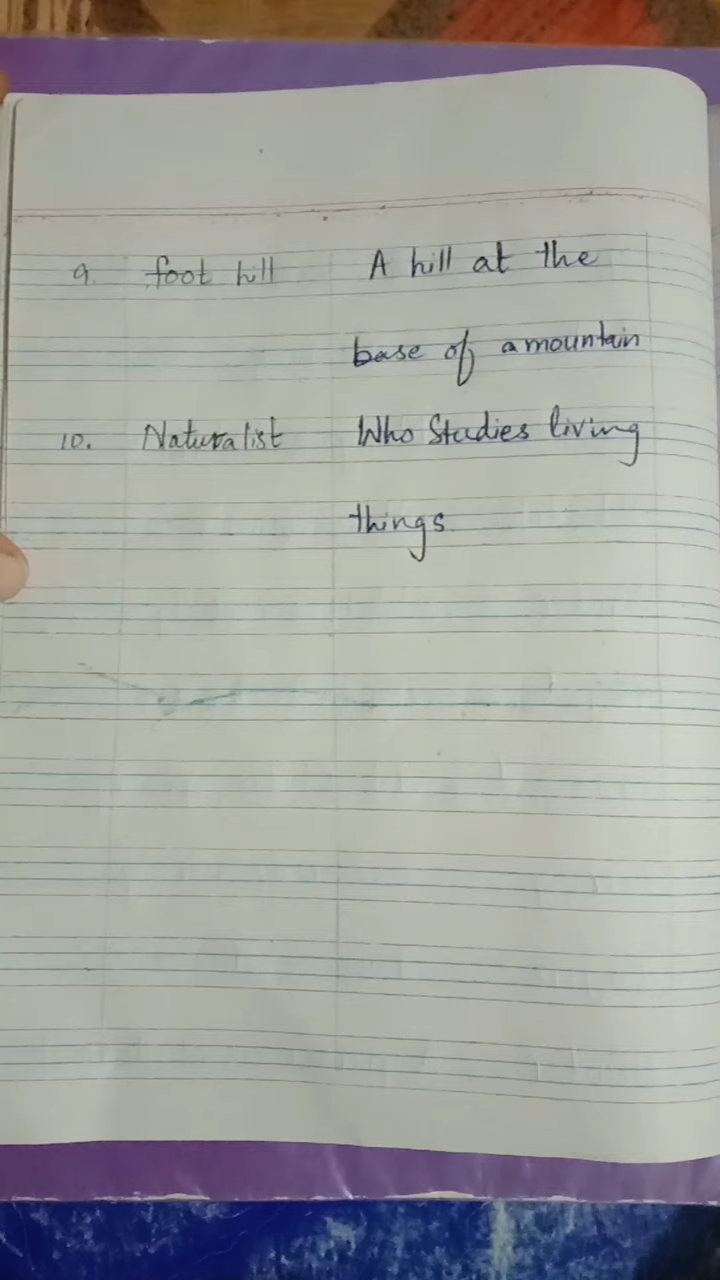 9. foot hill A hill at the
base of a mountain
10. Naturalist Who Studies living
things